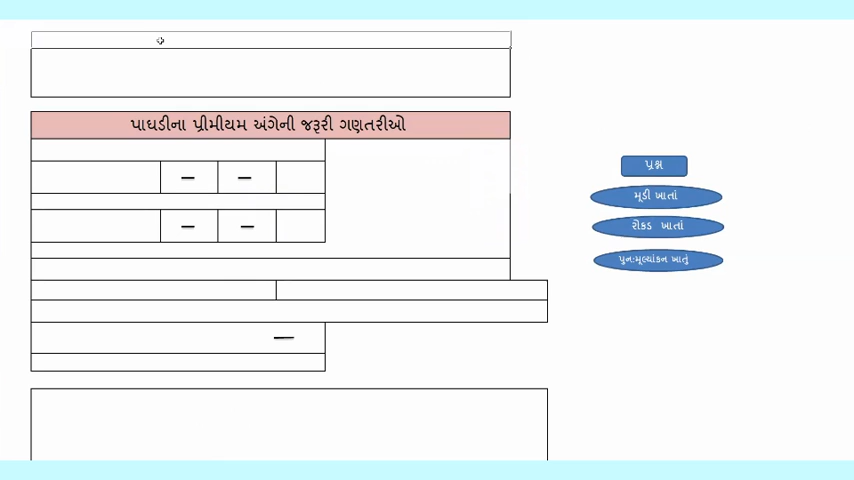 પાઘડીના પ્રીમીયમ અંગેની જરૂરી ગણતરીઓ
પ્રશ્ન
મૂડી ખાતાં
રોકડ ખાતાં
પુન:મૂલ્યાંકન ખાતું